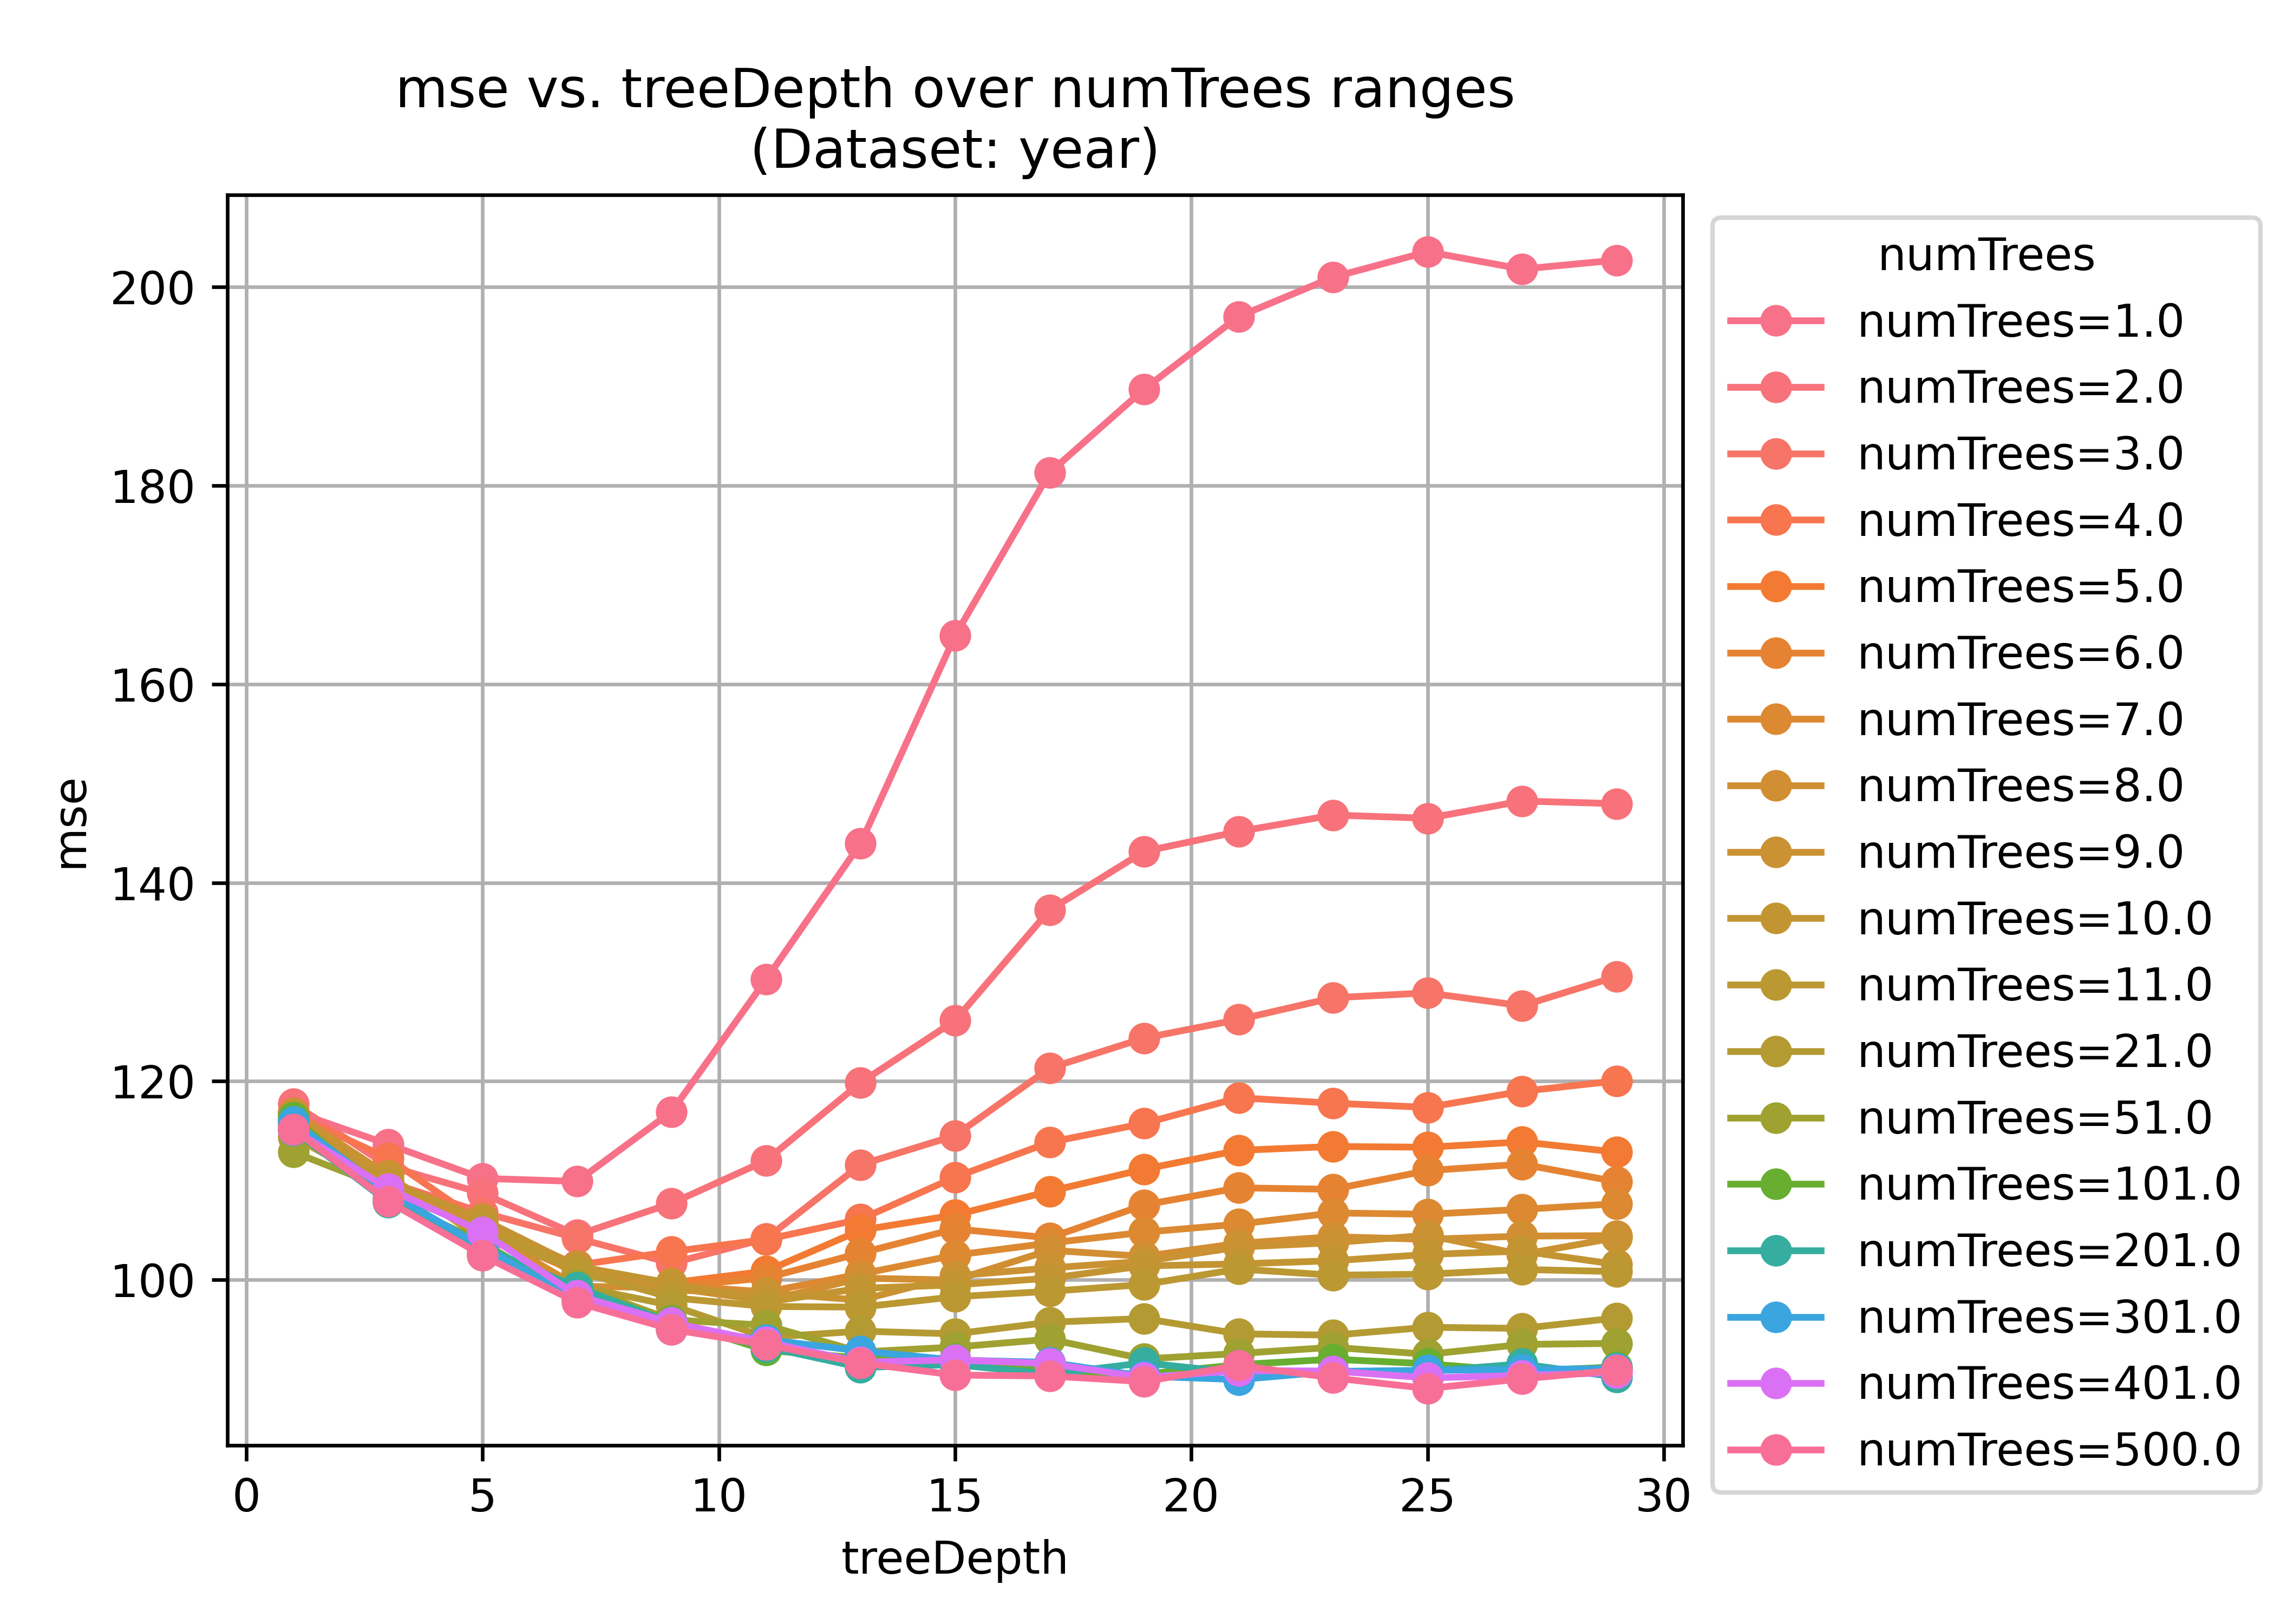 mse vs. treeDepth over numTrees ranges
(Dataset: year)
mse
200
180
160
140
120
100
0
5
10
15
20
25
30
treeDepth
numTrees
numTrees=1.0
numTrees=2.0
numTrees=3.0
numTrees=4.0
numTrees=5.0
numTrees=6.0
numTrees=7.0
numTrees=8.0
numTrees=9.0
numTrees=10.0
numTrees=11.0
numTrees=21.0
numTrees=51.0
numTrees=101.0
numTrees=201.0
numTrees=301.0
numTrees=401.0
numTrees=500.0